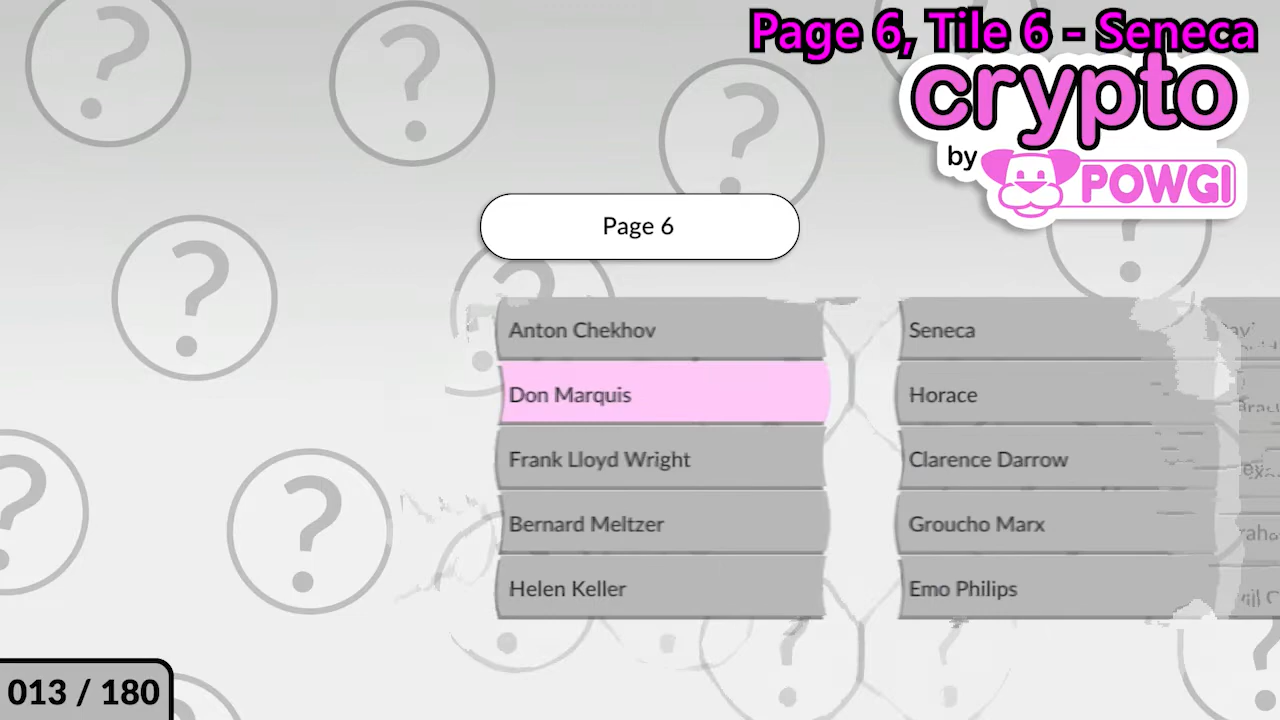 Page 6, Tile 6 - Seneca
crypto
by POWGI
Page 6
Anton Chekhov
Seneca
Don Marquis
Horace
Frank Lloyd Wright
Clarence Darrow
Bernard Meltzer
Groucho Marx
Helen Keller
Emo Philips
013 / 180